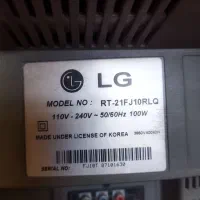 LG
MODEL NO : RT-21FJ10RLQ
110V - 240V ~ 50/60Hz 100W
MADE UNDER LICENSE OF KOREA
SERIAL NO: